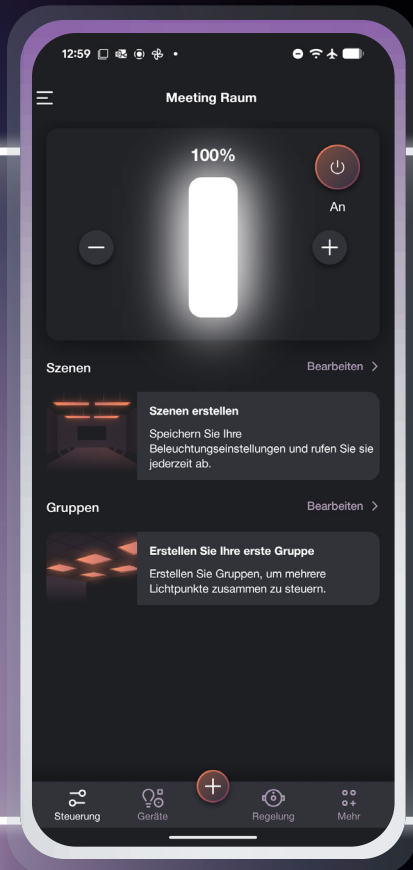 12:59
Meeting Raum
100%
An
Szenen
Bearbeiten
Szenen erstellen
Speichern Sie Ihre
Beleuchtungseinstellungen und rufen Sie sie
jederzeit ab.
Gruppen
Bearbeiten
Erstellen Sie Ihre erste Gruppe
Erstellen Sie Gruppen, um mehrere
Lichtpunkte zusammen zu steuern.
Steuerung
Geräte
Regelung
Mehr